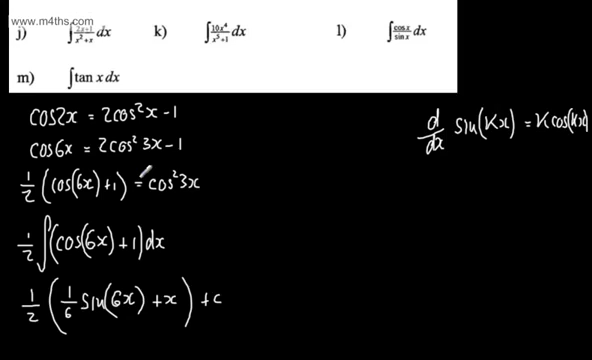 www.m4ths.com
j) ∫ (2x+1)/(x²+x) dx k) ∫ 10x⁴/(x⁵+1) dx l) ∫ cos x/sin x dx
m) ∫ tan x dx
cos2x = 2cos²x - 1
cos6x = 2cos²3x - 1
d/dx sin(Kx) = K cos(Kx)
1/2 (cos(6x) + 1) = cos²3x
1/2 ∫ (cos(6x) + 1) dx
1/2 (1/6 sin(6x) + x) + c